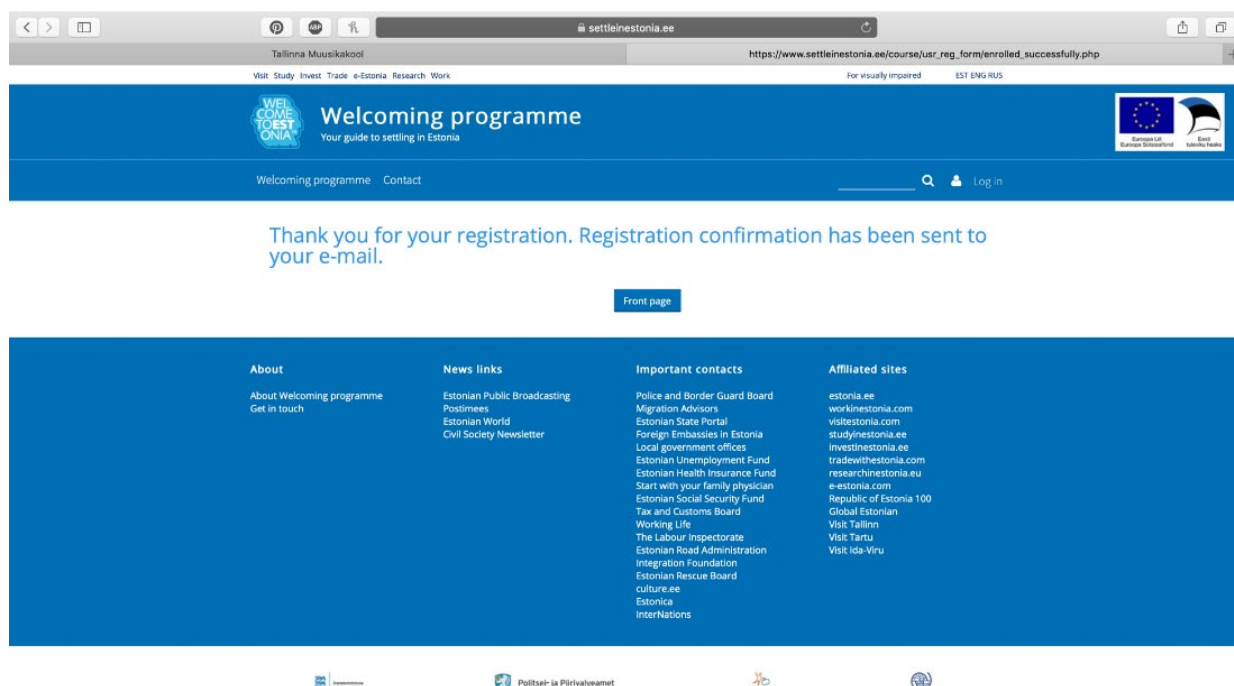 settleinestonia.ee
Tallinna Muusikakool
https://www.settleinestonia.ee/course/usr_reg_form/enrolled_successfully.php
Visit Study Invest Trade e-Estonia Research Work
For visually impaired
EST ENG RUS
WEL
COME
TO EST
ONIA
Welcoming programme
Your guide to settling in Estonia
Euroopa Liit
Euroopa Sotsiaalfond
Eesti
tuleviku heaks
Welcoming programme Contact
Log in
Thank you for your registration. Registration confirmation has been sent to
your e-mail.
Front page
About
About Welcoming programme
Get in touch
News links
Estonian Public Broadcasting
Postimees
Estonian World
Civil Society Newsletter
Important contacts
Police and Border Guard Board
Migration Advisors
Estonian State Portal
Foreign Embassies in Estonia
Local government offices
Estonian Unemployment Fund
Estonian Health Insurance Fund
Start with your family physician
Estonian Social Security Fund
Tax and Customs Board
Working Life
The Labour Inspectorate
Estonian Road Administration
Integration Foundation
Estonian Rescue Board
culture.ee
Estonica
InterNations
Affiliated sites
estonia.ee
workinestonia.com
visitestonia.com
studyinestonia.ee
investinestonia.ee
tradewithestonia.com
researchinestonia.eu
e-estonia.com
Republic of Estonia 100
Global Estonian
Visit Tallinn
Visit Tartu
Visit Ida-Viru
Politsei- ja Piirivalveamet